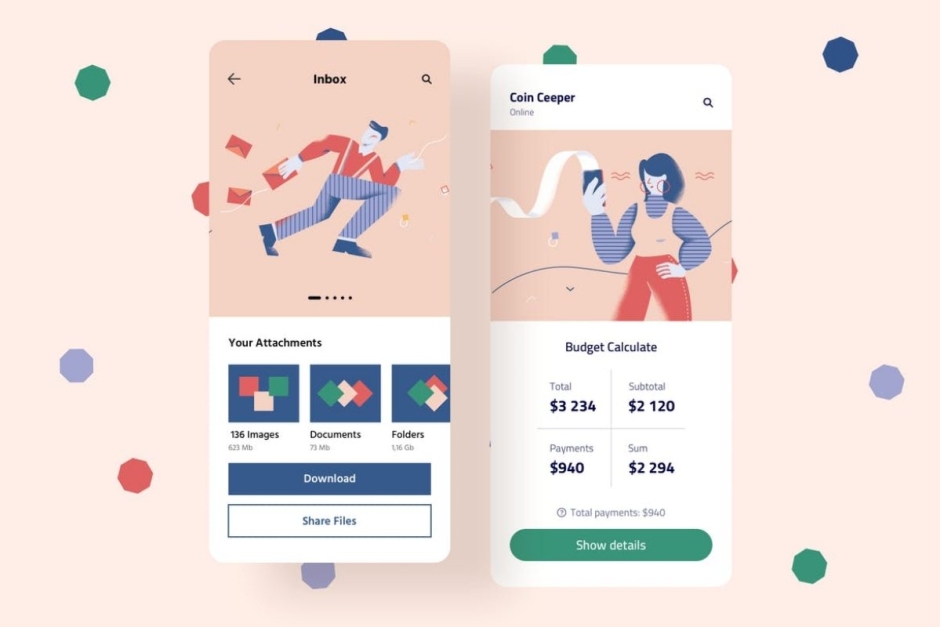 Inbox
Your Attachments
136 Images
623 Mb
Documents
73 Mb
Folders
1,16 Gb
Download
Share Files
Coin Ceeper
Online
Budget Calculate
Total
$3 234
Subtotal
$2 120
Payments
$940
Sum
$2 294
Total payments: $940
Show details